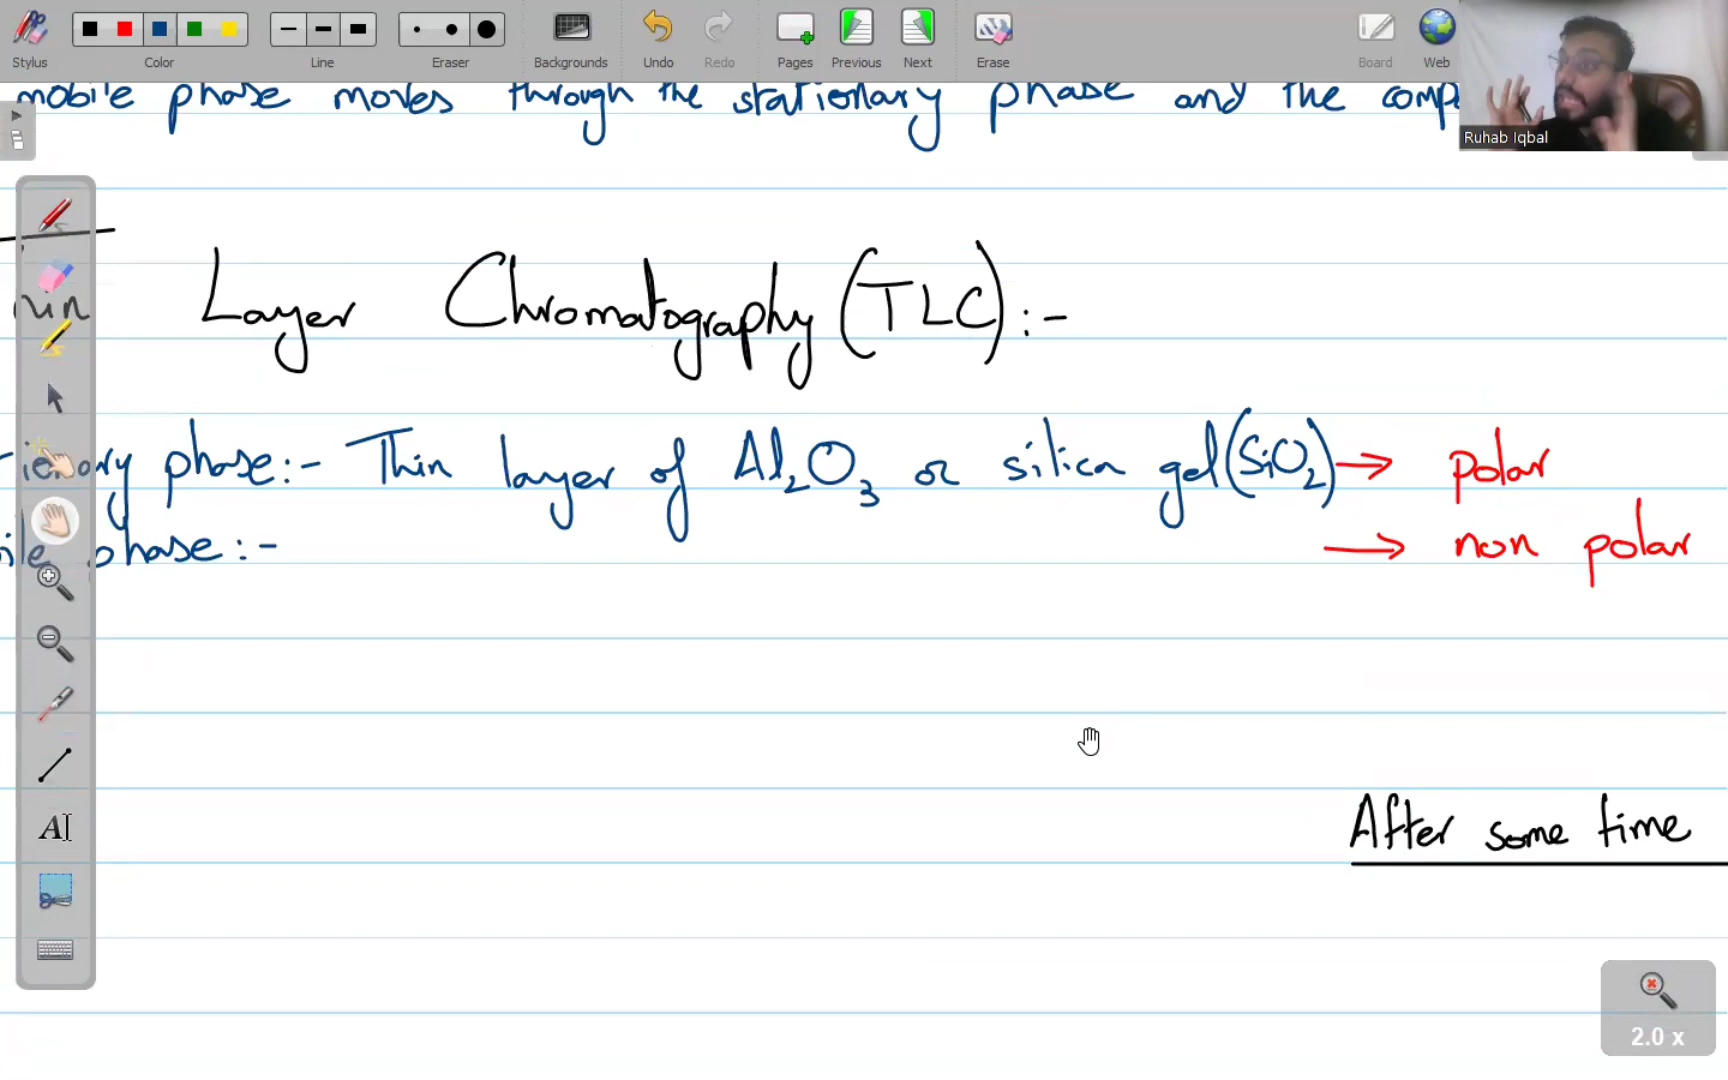 Stylus Color Line Eraser Backgrounds Undo Redo Pages Previous Next Erase Board Web
mobile phase moves through the stationary phase and the comp
Ruhab Iqbal
Layer Chromatography (TLC):-
phase:- Thin layer of Al2O3 or silica gel (SiO2) → polar
phase:- → non polar
After some time
2.0 x